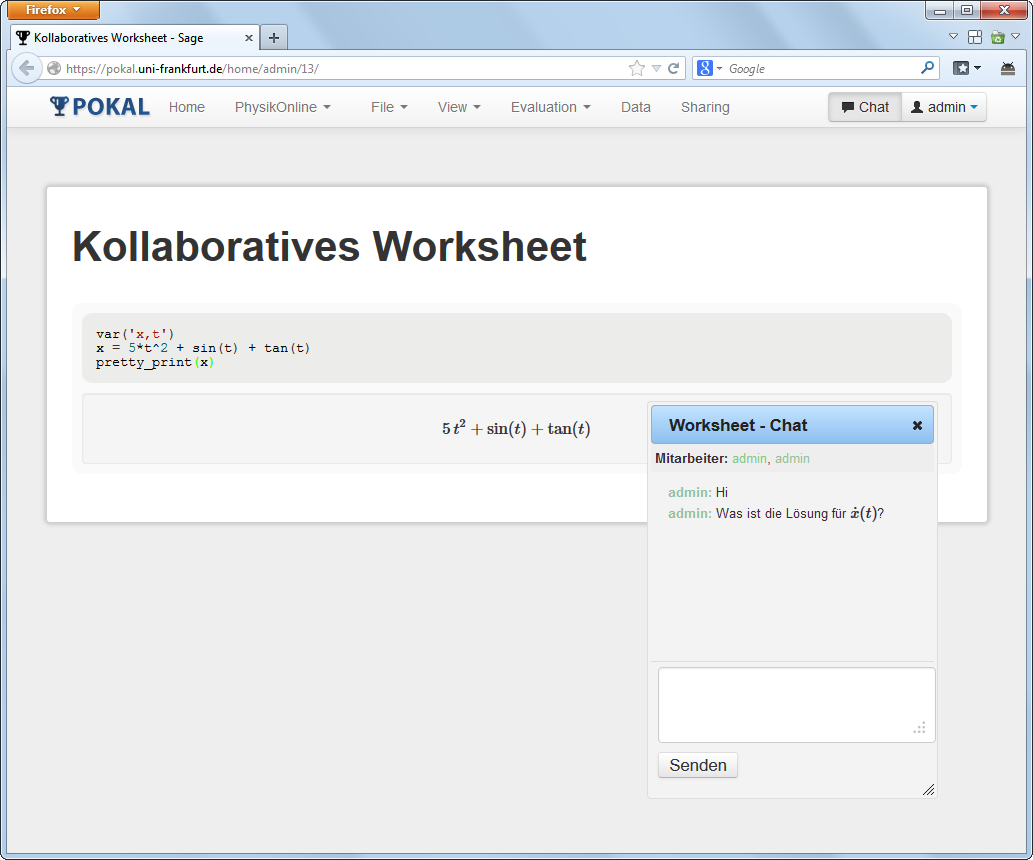 Firefox
Kollaboratives Worksheet - Sage
https://pokal.uni-frankfurt.de/home/admin/13/
Google
POKAL Home PhysikOnline File View Evaluation Data Sharing Chat admin
Kollaboratives Worksheet
var('x,t')
x = 5*t^2 + sin(t) + tan(t)
pretty_print(x)
5 t² + sin(t) + tan(t)
Worksheet - Chat
Mitarbeiter: admin, admin
admin: Hi
admin: Was ist die Lösung für ẋ(t)?
Senden